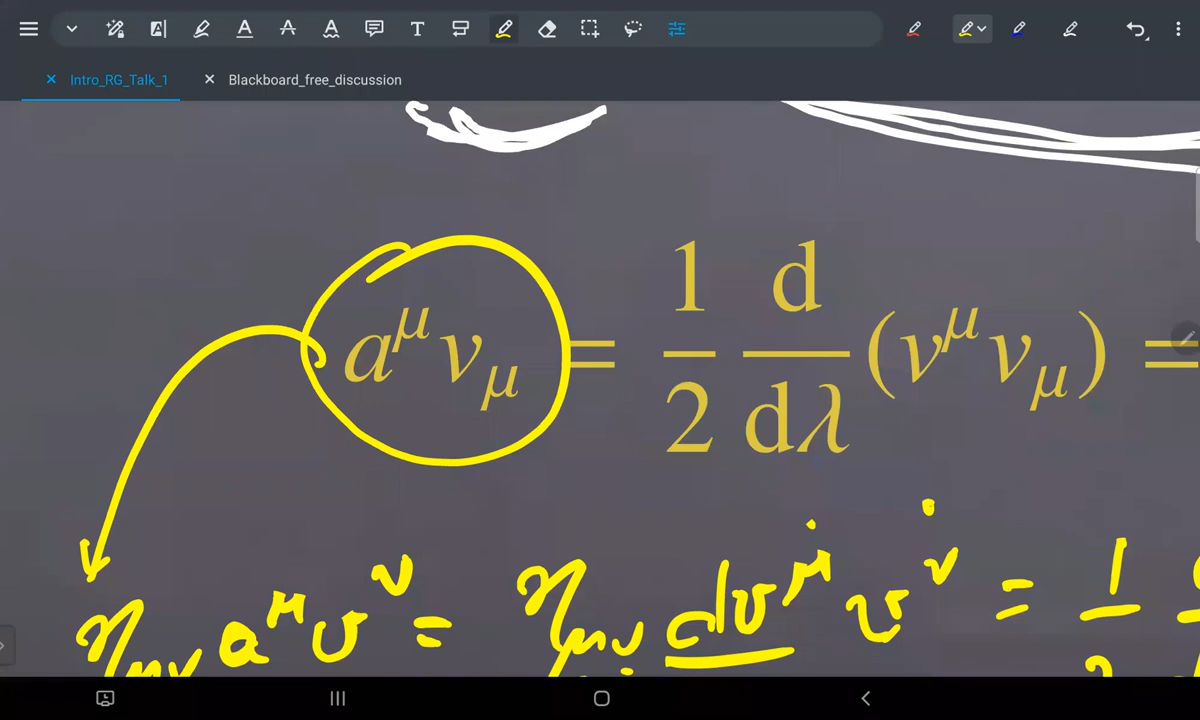 Intro_RG_Talk_1 Blackboard_free_discussion
a^μ v_μ = 1/2 d/dλ (v^μ v_μ) =
η_μν a^μ v^ν = η_μν dv^μ v^ν = 1